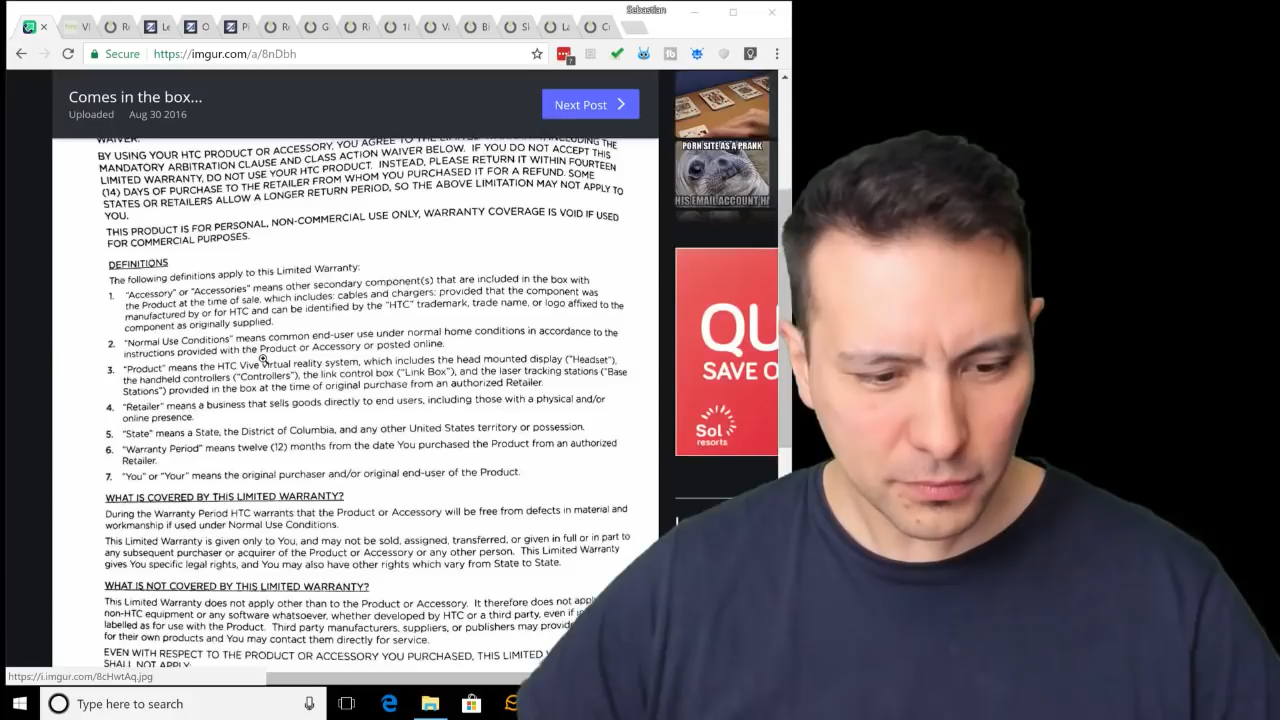 Sebastian
Secure
https://imgur.com/a/8nDbh
7
Comes in the box...
Uploaded Aug 30 2016
Next Post
WAIVER.
BY USING YOUR HTC PRODUCT OR ACCESSORY, YOU AGREE TO THE LIMITED WARRANTY, INCLUDING THE
MANDATORY ARBITRATION CLAUSE AND CLASS ACTION WAIVER BELOW. IF YOU DO NOT ACCEPT THIS
LIMITED WARRANTY, DO NOT USE YOUR HTC PRODUCT. INSTEAD, PLEASE RETURN IT WITHIN FOURTEEN
(14) DAYS OF PURCHASE TO THE RETAILER FROM WHOM YOU PURCHASED IT FOR A REFUND. SOME
STATES OR RETAILERS ALLOW A LONGER RETURN PERIOD, SO THE ABOVE LIMITATION MAY NOT APPLY TO
YOU.
THIS PRODUCT IS FOR PERSONAL, NON-COMMERCIAL USE ONLY, WARRANTY COVERAGE IS VOID IF USED
FOR COMMERCIAL PURPOSES.
DEFINITIONS
The following definitions apply to this Limited Warranty:
1. "Accessory" or "Accessories" means other secondary component(s) that are included in the box with
the Product at the time of sale, which includes: cables and chargers; provided that the component was
manufactured by or for HTC and can be identified by the "HTC" trademark, trade name, or logo affixed to the
component as originally supplied.
2. "Normal Use Conditions" means common end-user use under normal home conditions in accordance to the
instructions provided with the Product or Accessory or posted online.
3. "Product" means the HTC Vive virtual reality system, which includes the head mounted display ("Headset"),
the handheld controllers ("Controllers"), the link control box ("Link Box"), and the laser tracking stations ("Base
Stations") provided in the box at the time of original purchase from an authorized Retailer.
4. "Retailer" means a business that sells goods directly to end users, including those with a physical and/or
online presence.
5. "State" means a State, the District of Columbia, and any other United States territory or possession.
6. "Warranty Period" means twelve (12) months from the date You purchased the Product from an authorized
Retailer.
7. "You" or "Your" means the original purchaser and/or original end-user of the Product.
WHAT IS COVERED BY THIS LIMITED WARRANTY?
During the Warranty Period HTC warrants that the Product or Accessory will be free from defects in material and
workmanship if used under Normal Use Conditions.
This Limited Warranty is given only to You, and may not be sold, assigned, transferred, or given in full or in part to
any subsequent purchaser or acquirer of the Product or Accessory or any other person. This Limited Warranty
gives You specific legal rights, and You may also have other rights which vary from State to State.
WHAT IS NOT COVERED BY THIS LIMITED WARRANTY?
This Limited Warranty does not apply other than to the Product or Accessory. It therefore does not
non-HTC equipment or any software whatsoever, whether developed by HTC or a third party, even if
labelled as for use with the Product. Third party manufacturers, suppliers, or publishers may
for their own products and You may contact them directly for service.
EVEN WITH RESPECT TO THE PRODUCT OR ACCESSORY YOU PURCHASED, THIS LIMITED
SHALL NOT APPLY:
PORN SITE AS A PRANK
HIS EMAIL ACCOUNT
QU
SAVE
Sol
resorts
https://i.imgur.com/8cHwtAq.jpg
Type here to search